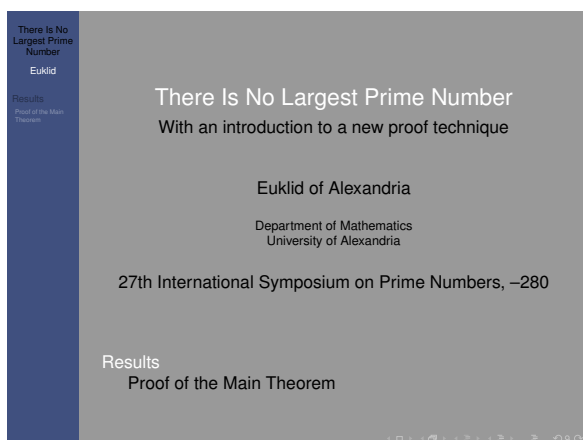 There Is No
Largest Prime
Number
Euklid
Results
Proof of the Main
Theorem
There Is No Largest Prime Number
With an introduction to a new proof technique
Euklid of Alexandria
Department of Mathematics
University of Alexandria
27th International Symposium on Prime Numbers, –280
Results
Proof of the Main Theorem